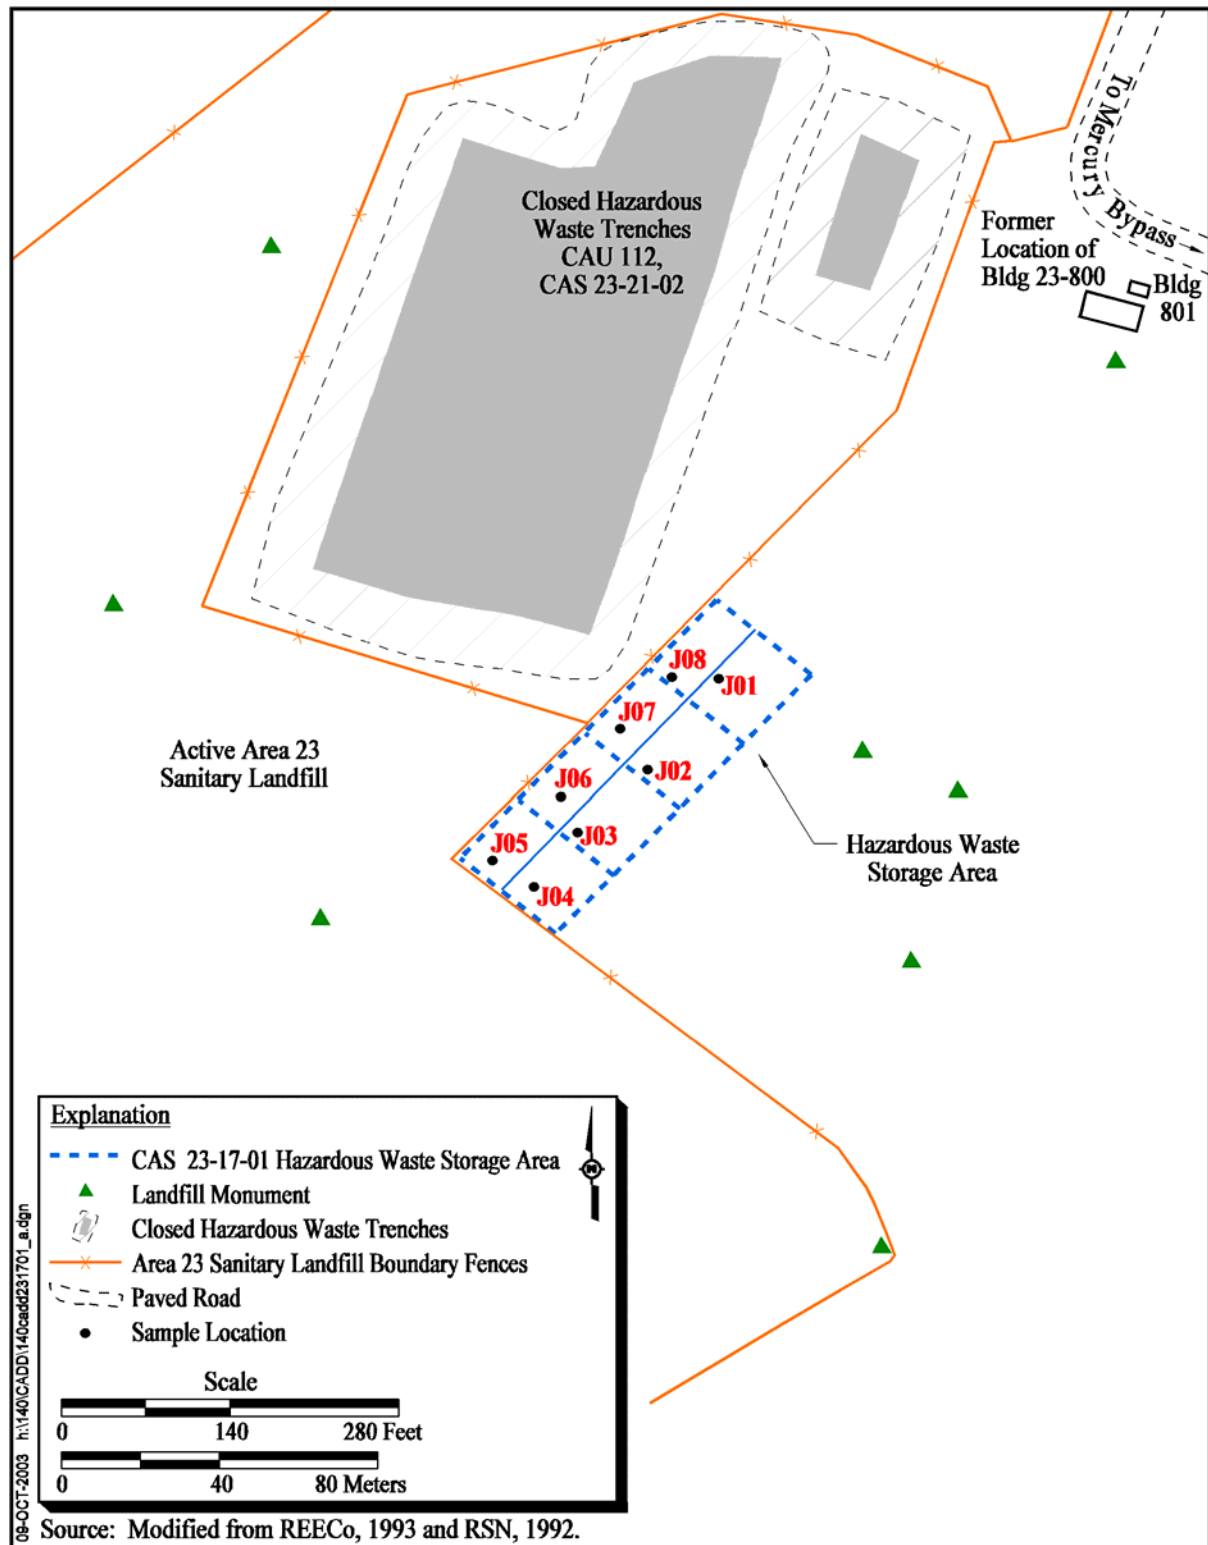 To Mercury Bypass
Closed Hazardous
Waste Trenches
CAU 112,
CAS 23-21-02
Former
Location of
Bldg 23-800
Bldg
801
J08
J01
J07
J02
J06
J03
J05
J04
Active Area 23
Sanitary Landfill
Hazardous Waste
Storage Area
Explanation
CAS 23-17-01 Hazardous Waste Storage Area
N
Landfill Monument
Closed Hazardous Waste Trenches
Area 23 Sanitary Landfill Boundary Fences
Paved Road
Sample Location
Scale
0 140 280 Feet
0 40 80 Meters
09-OCT-2003 h:\140\CADD\140cadd231701_a.dgn
Source: Modified from REECo, 1993 and RSN, 1992.